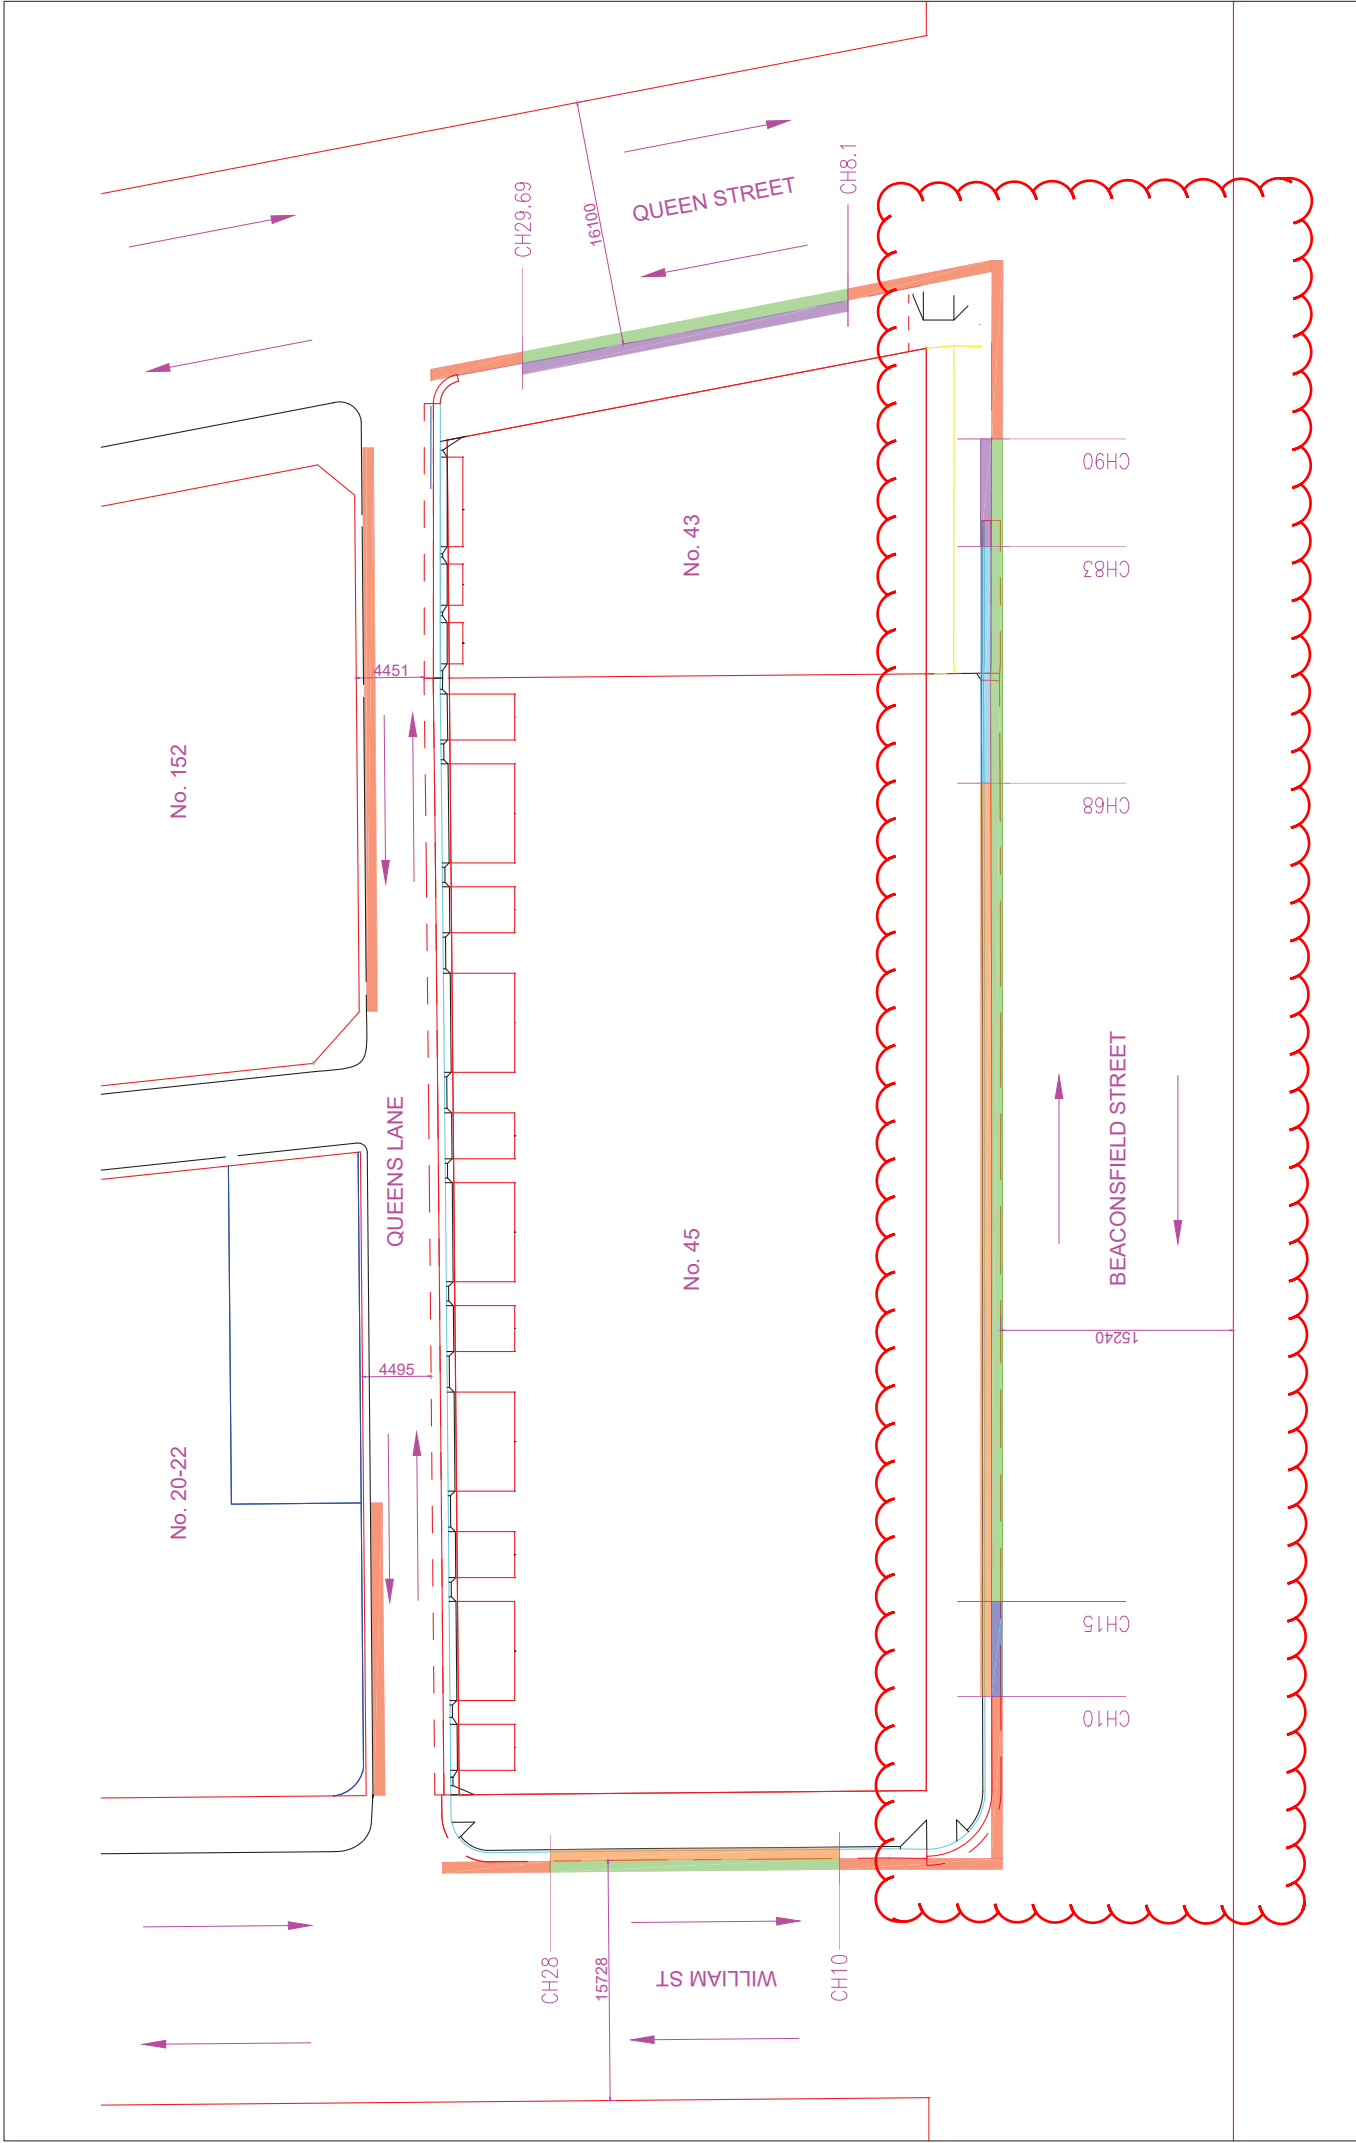 CH8.1
QUEEN STREET
CH29.69
16100
No. 43
CH90
CH83
4451
No. 152
CH68
QUEENS LANE
BEACONSFIELD STREET
No. 45
15240
4495
No. 20-22
CH15
CH10
CH28
15728
WILLIAM ST
CH10